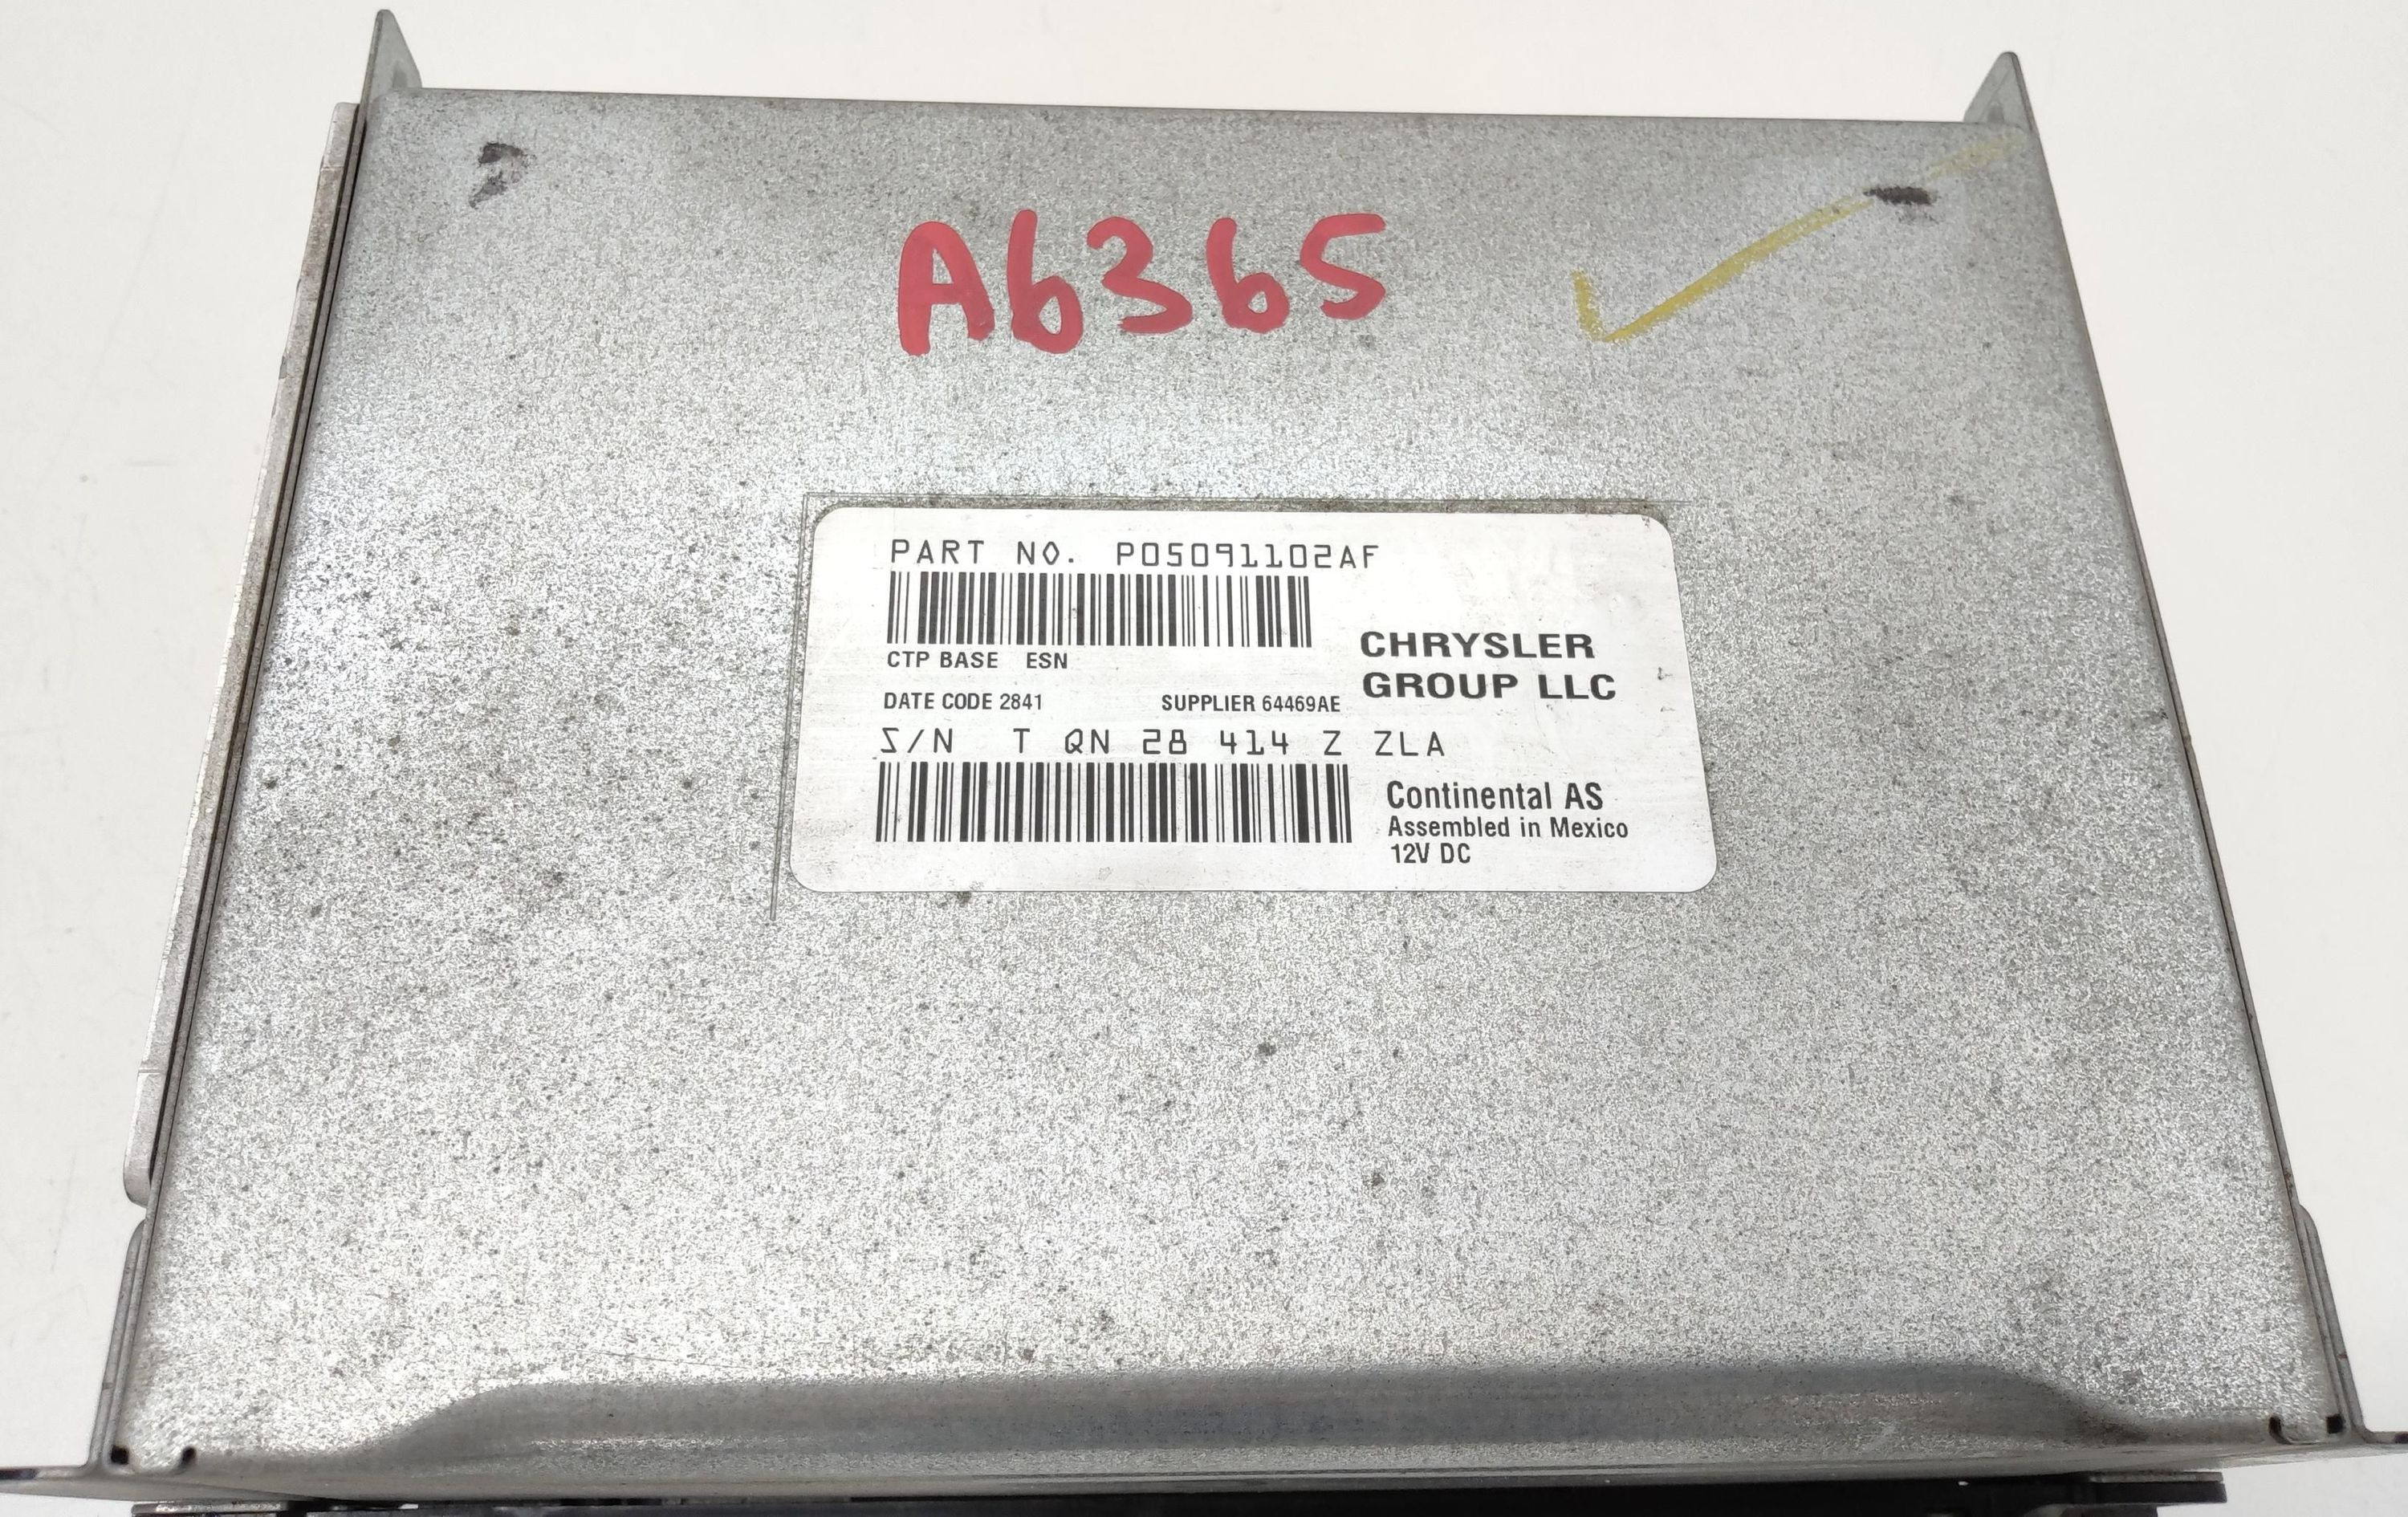 A6365
PART NO. P05091102AF
CTP BASE ESN
CHRYSLER
GROUP LLC
DATE CODE 2841 SUPPLIER 64469AE
S/N T QN 28 414 Z ZLA
Continental AS
Assembled in Mexico
12V DC